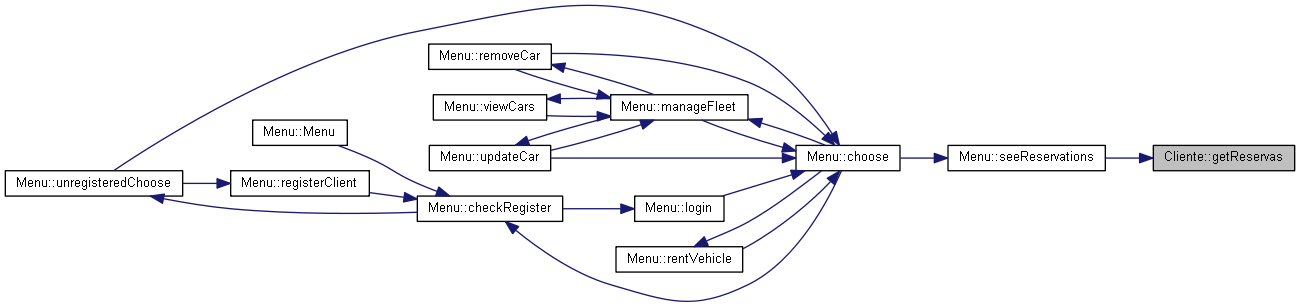 Menu::removeCar
Menu::viewCars
Menu::manageFleet
Menu::Menu
Menu::updateCar
Menu::choose
Menu::seeReservations
Cliente::getReservas
Menu::unregisteredChoose
Menu::registerClient
Menu::checkRegister
Menu::login
Menu::rentVehicle